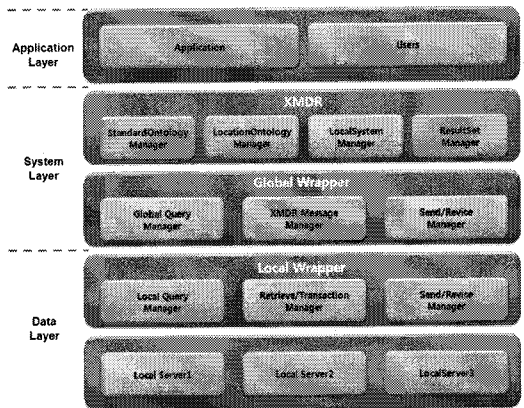 Application
Layer
Application
Users
System
Layer
XMDR
StandardOntology
Manager
LocationOntology
Manager
LocalSystem
Manager
ResultSet
Manager
Global Wrapper
Global Query
Manager
XMDR Message
Manager
Send/Revice
Manager
Data
Layer
Local Wrapper
Local Query
Manager
Retrieve/Transaction
Manager
Send/Revice
Manager
Local Server1
Local Server2
LocalServer3